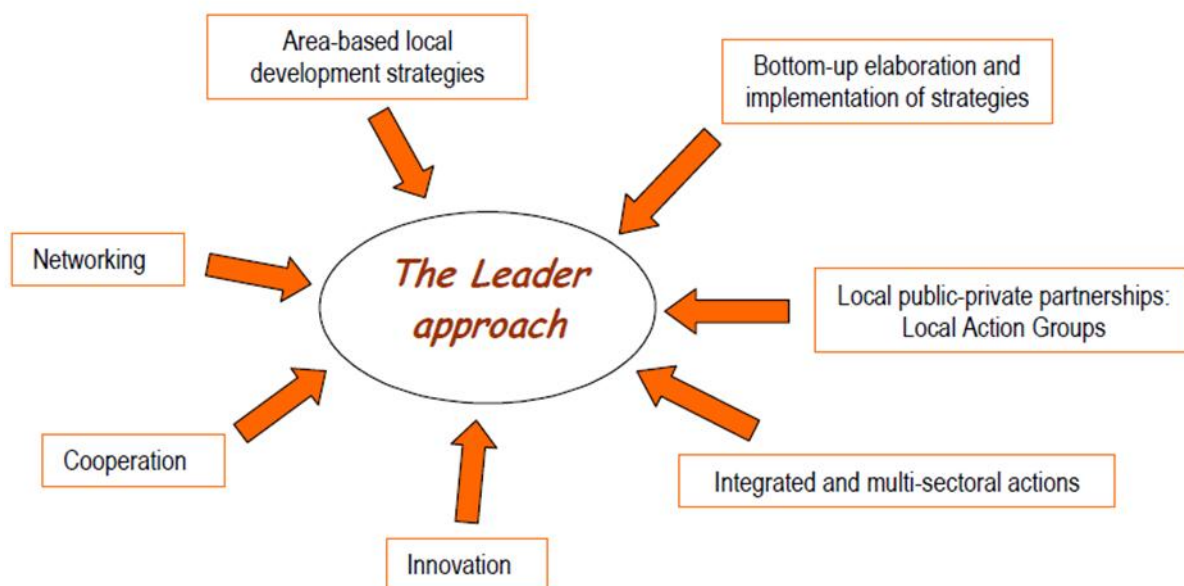 Area-based local
development strategies
Bottom-up elaboration and
implementation of strategies
Networking
The Leader
approach
Local public-private partnerships:
Local Action Groups
Cooperation
Integrated and multi-sectoral actions
Innovation